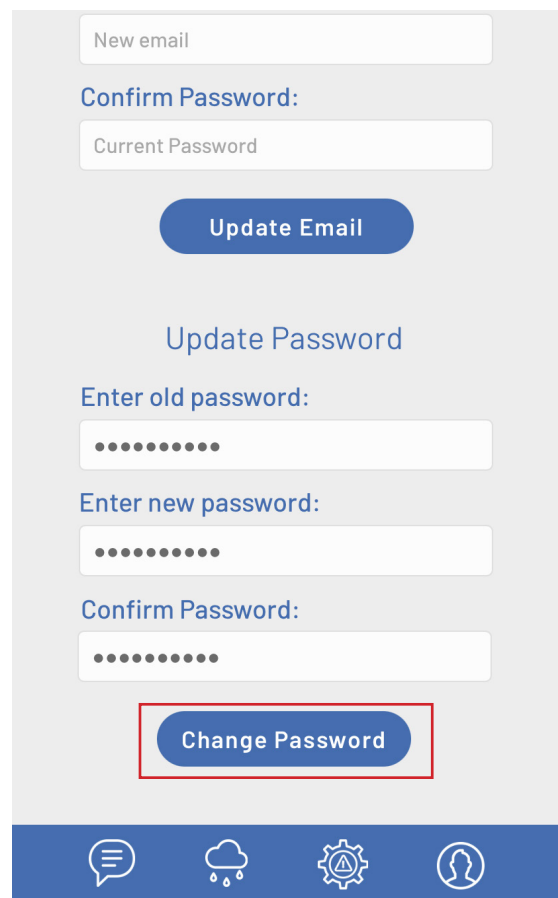 New email
Confirm Password:
Current Password
Update Email
Update Password
Enter old password:
••••••••••
Enter new password:
••••••••••
Confirm Password:
••••••••••
Change Password